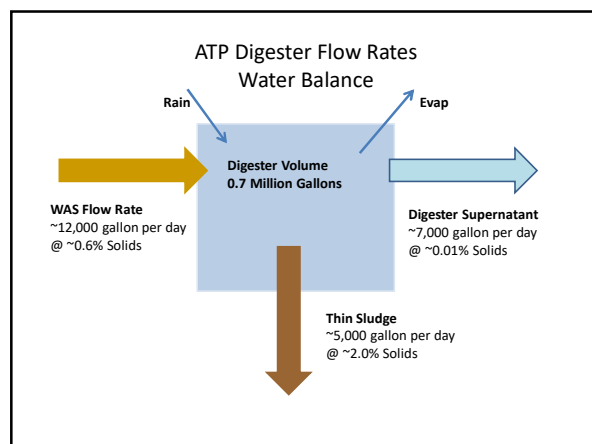 ATP Digester Flow Rates
Water Balance
Rain
Evap
Digester Volume
0.7 Million Gallons
WAS Flow Rate
~12,000 gallon per day
@ ~0.6% Solids
Digester Supernatant
~7,000 gallon per day
@ ~0.01% Solids
Thin Sludge
~5,000 gallon per day
@ ~2.0% Solids